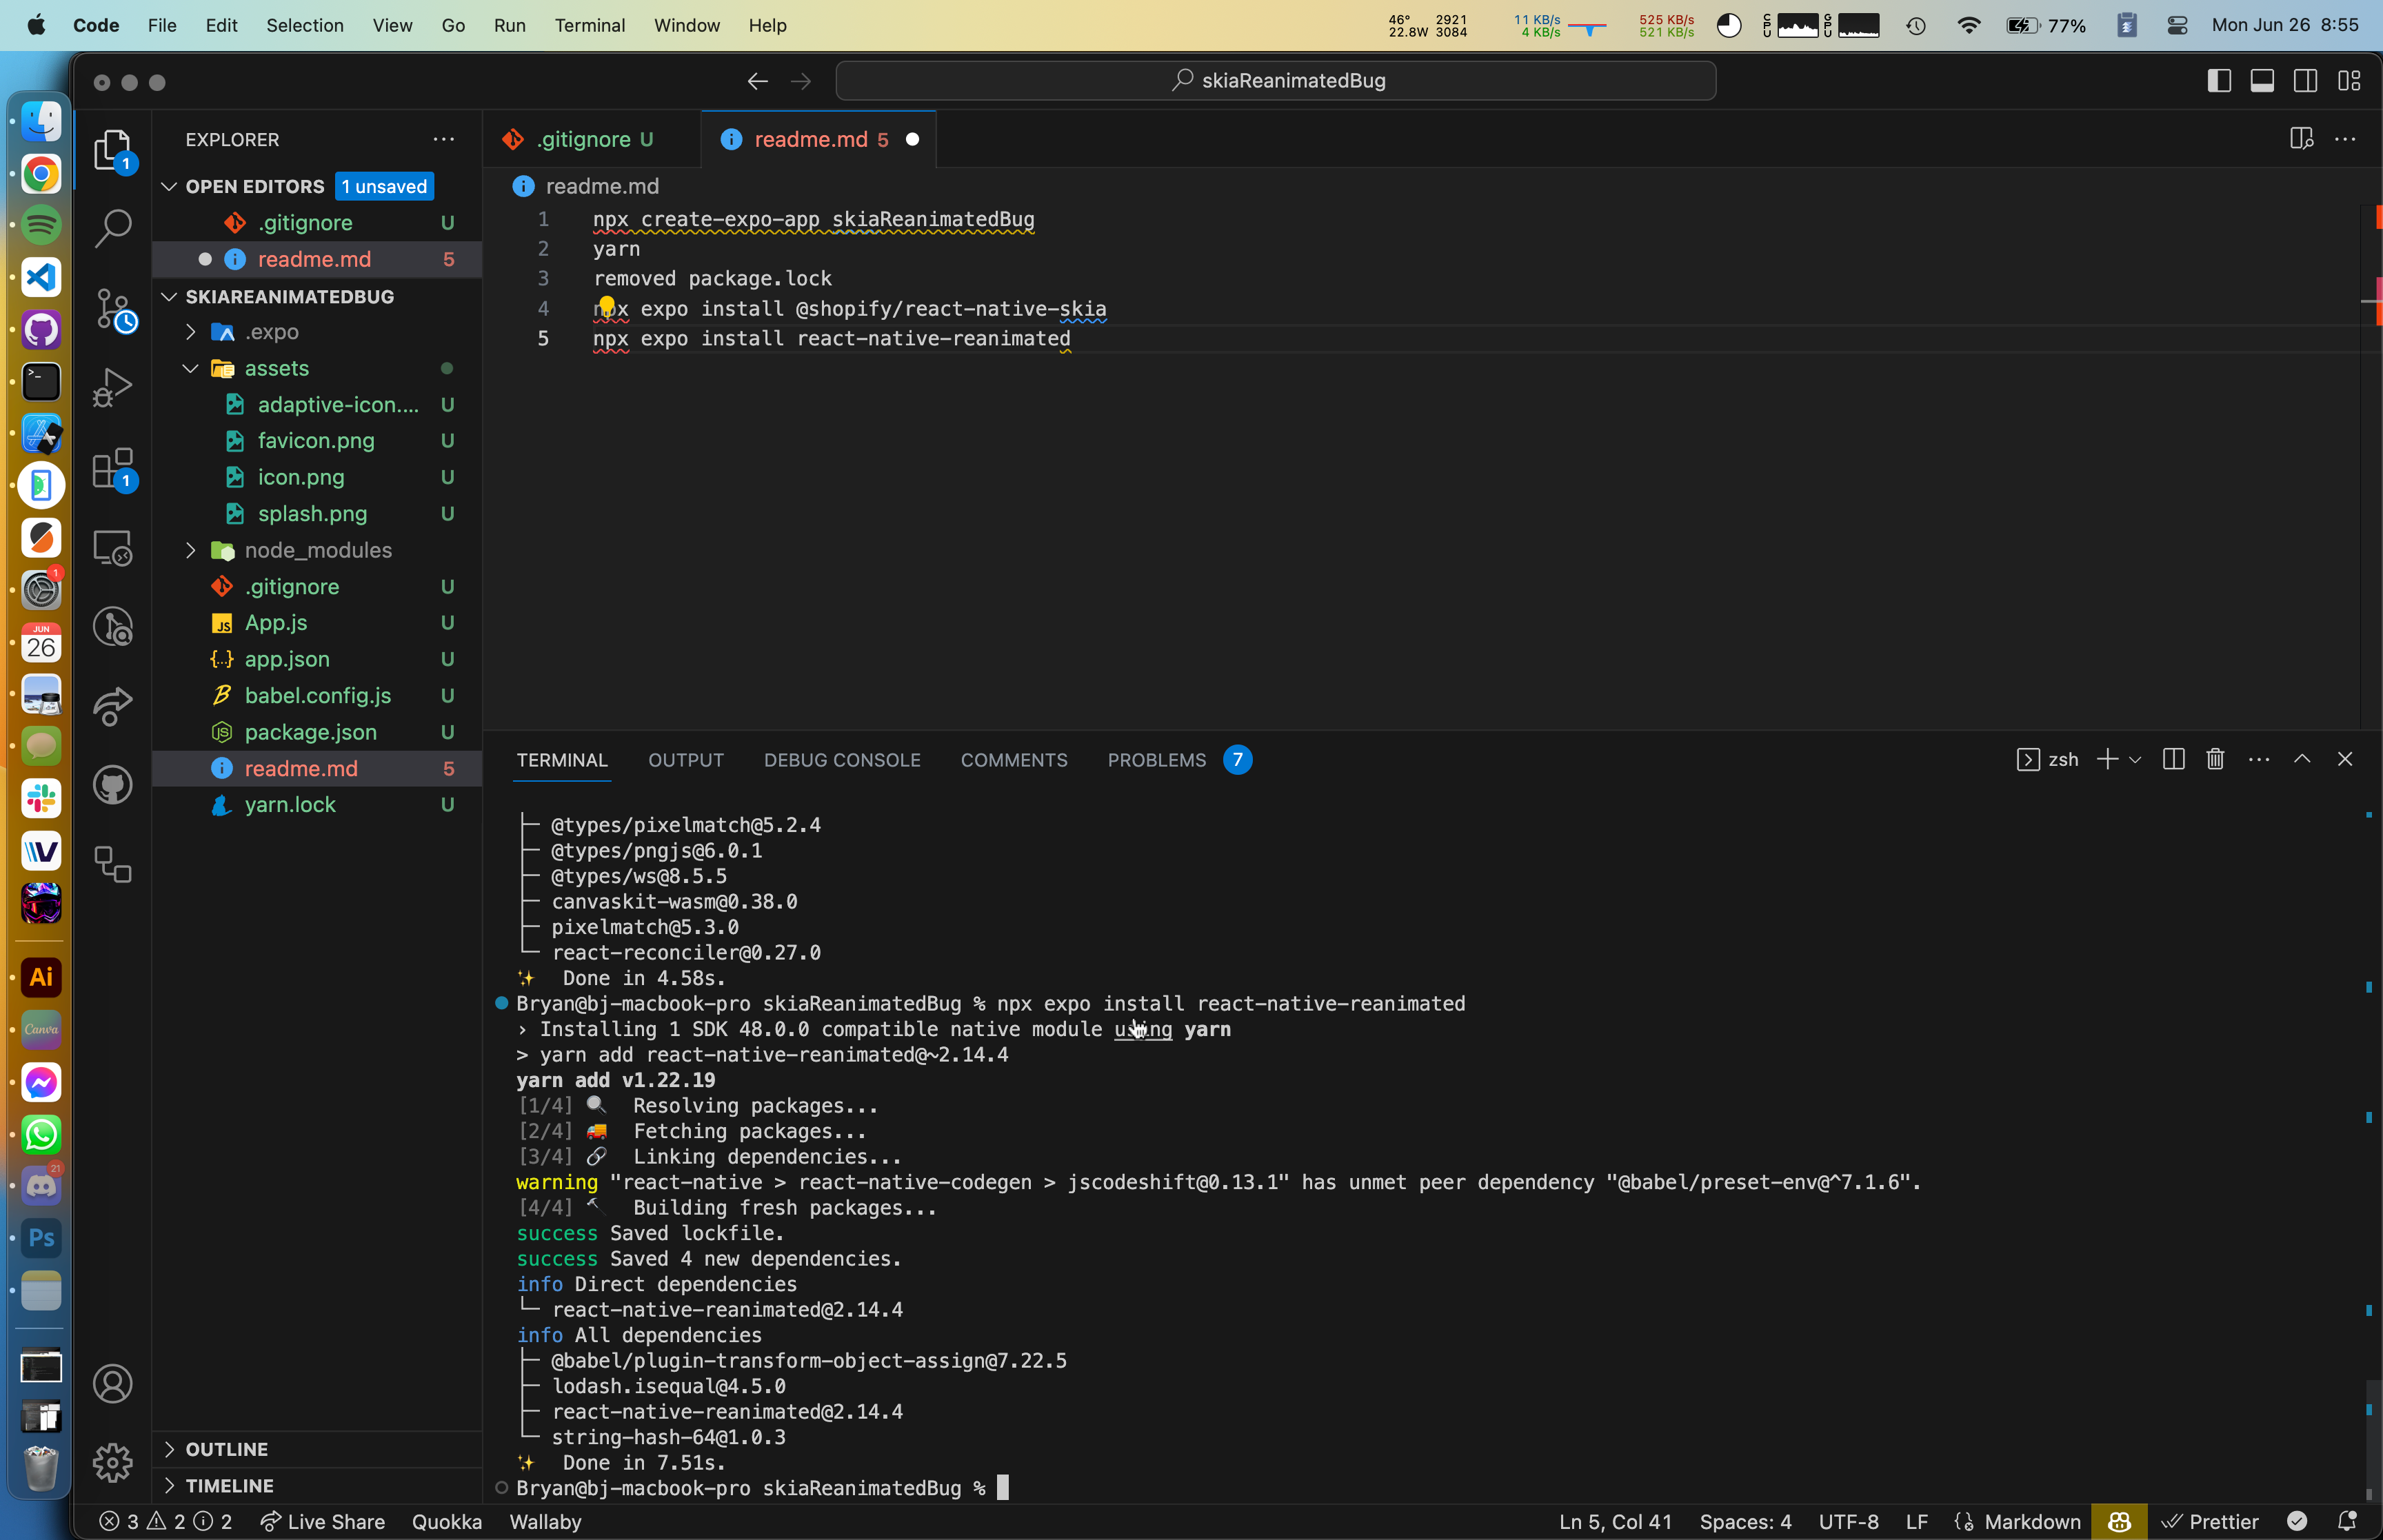 Code File Edit Selection View Go Run Terminal Window Help
46° 2921
22.8W 3084
11 KB/s
4 KB/s
525 KB/s
521 KB/s
CPU GPU
77%
Mon Jun 26 8:55
skiaReanimatedBug
EXPLORER
1
OPEN EDITORS 1 unsaved
.gitignore U
readme.md 5
SKIAREANIMATEDBUG
.expo
assets
adaptive-icon.... U
favicon.png U
icon.png U
1
splash.png U
node_modules
.gitignore U
App.js U
app.json U
babel.config.js U
package.json U
readme.md 5
yarn.lock U
OUTLINE
TIMELINE
.gitignore U
readme.md 5
readme.md
1 npx create-expo-app skiaReanimatedBug
2 yarn
3 removed package.lock
4 npx expo install @shopify/react-native-skia
5 npx expo install react-native-reanimated
TERMINAL OUTPUT DEBUG CONSOLE COMMENTS PROBLEMS 7
zsh
├─ @types/pixelmatch@5.2.4
├─ @types/pngjs@6.0.1
├─ @types/ws@8.5.5
├─ canvaskit-wasm@0.38.0
├─ pixelmatch@5.3.0
└─ react-reconciler@0.27.0
✨ Done in 4.58s.
Bryan@bj-macbook-pro skiaReanimatedBug % npx expo install react-native-reanimated
› Installing 1 SDK 48.0.0 compatible native module using yarn
> yarn add react-native-reanimated@~2.14.4
yarn add v1.22.19
[1/4] 🔍 Resolving packages...
[2/4] 🚚 Fetching packages...
[3/4] 🔗 Linking dependencies...
warning "react-native > react-native-codegen > jscodeshift@0.13.1" has unmet peer dependency "@babel/preset-env@^7.1.6".
[4/4] 🔨 Building fresh packages...
success Saved lockfile.
success Saved 4 new dependencies.
info Direct dependencies
└─ react-native-reanimated@2.14.4
info All dependencies
├─ @babel/plugin-transform-object-assign@7.22.5
├─ lodash.isequal@4.5.0
├─ react-native-reanimated@2.14.4
└─ string-hash-64@1.0.3
✨ Done in 7.51s.
Bryan@bj-macbook-pro skiaReanimatedBug %
3 2 2 Live Share Quokka Wallaby
Ln 5, Col 41 Spaces: 4 UTF-8 LF Markdown Prettier
1
JUN
26
Ai
Canva
21
Ps